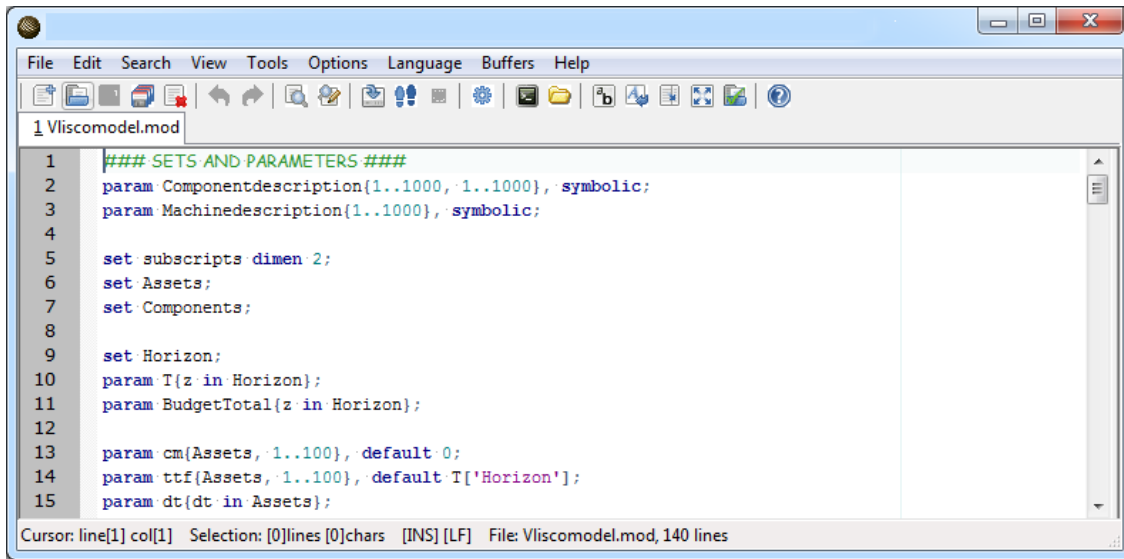 File Edit Search View Tools Options Language Buffers Help
1 Vliscomodel.mod
1 ### SETS AND PARAMETERS ###
2 param Componentdescription{1..1000, 1..1000}, symbolic;
3 param Machinedescription{1..1000}, symbolic;
4
5 set subscripts dimen 2;
6 set Assets;
7 set Components;
8
9 set Horizon;
10 param T{z in Horizon};
11 param BudgetTotal{z in Horizon};
12
13 param cm{Assets, 1..100}, default 0;
14 param ttf{Assets, 1..100}, default T['Horizon'];
15 param dt{dt in Assets};
Cursor: line[1] col[1] Selection: [0]lines [0]chars [INS] [LF] File: Vliscomodel.mod, 140 lines